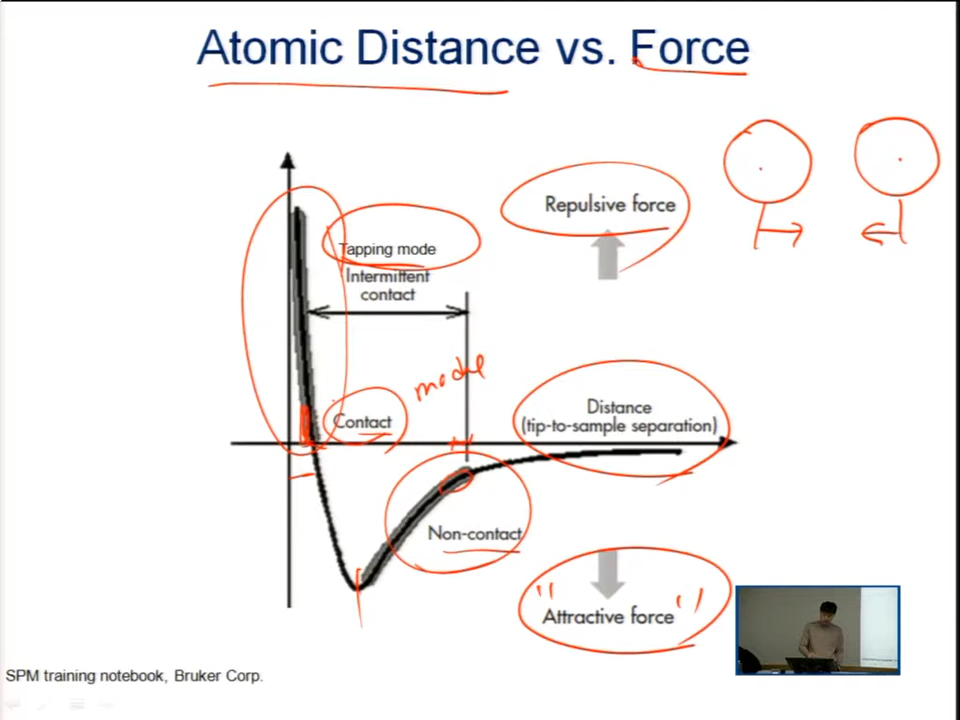 Atomic Distance vs. Force
Repulsive force
Tapping mode
Intermittent
contact
mode
Contact
Distance
(tip-to-sample separation)
Non-contact
"Attractive force"
SPM training notebook, Bruker Corp.